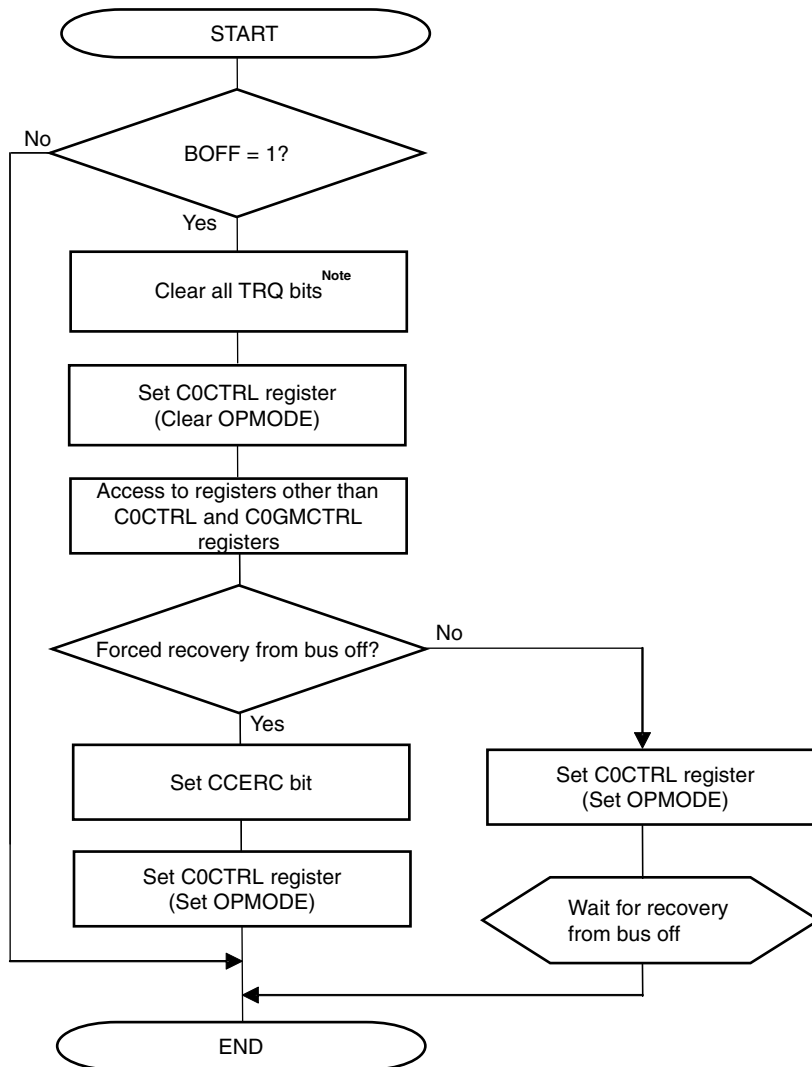 START
No
BOFF = 1?
Yes
Clear all TRQ bits Note
Set C0CTRL register
(Clear OPMODE)
Access to registers other than
C0CTRL and C0GMCTRL
registers
Forced recovery from bus off?
No
Yes
Set CCERC bit
Set C0CTRL register
(Set OPMODE)
Set C0CTRL register
(Set OPMODE)
Wait for recovery
from bus off
END